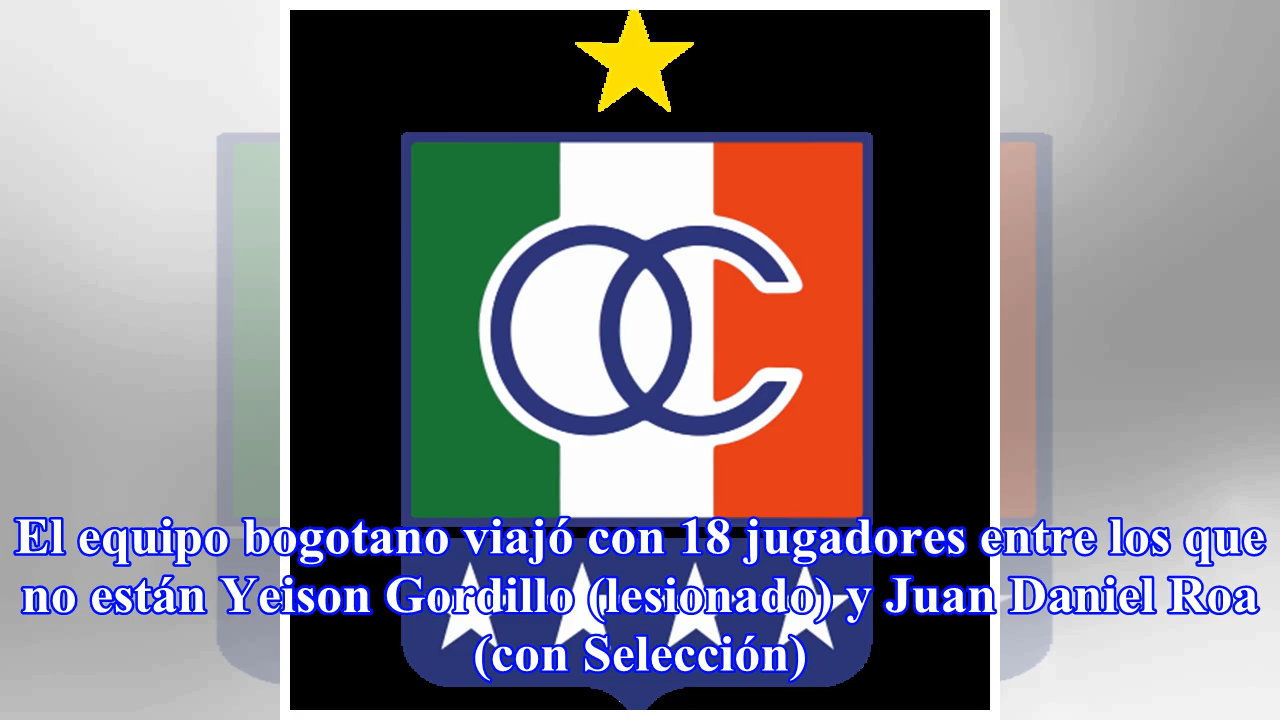 OC
El equipo bogotano viajó con 18 jugadores entre los que
no están Yeison Gordillo (lesionado) y Juan Daniel Roa
(con Selección)